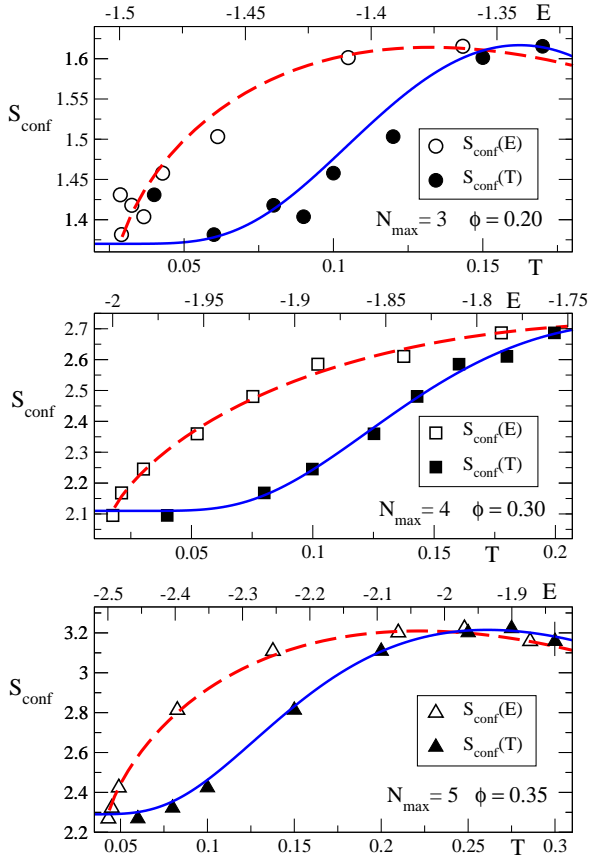 -1.5 -1.45 -1.4 -1.35 E
1.6
1.55
1.5
1.45
1.4
S_conf
S_conf(E)
S_conf(T)
N_max = 3 ϕ = 0.20
0.05 0.1 0.15 T
-2 -1.95 -1.9 -1.85 -1.8 E -1.75
2.7
2.6
2.5
2.4
2.3
2.2
2.1
S_conf
S_conf(E)
S_conf(T)
N_max = 4 ϕ = 0.30
0.05 0.1 0.15 T 0.2
-2.5 -2.4 -2.3 -2.2 -2.1 -2 -1.9 E
3.2
3
2.8
2.6
2.4
2.2
S_conf
S_conf(E)
S_conf(T)
N_max = 5 ϕ = 0.35
0.05 0.1 0.15 0.2 0.25 T 0.3